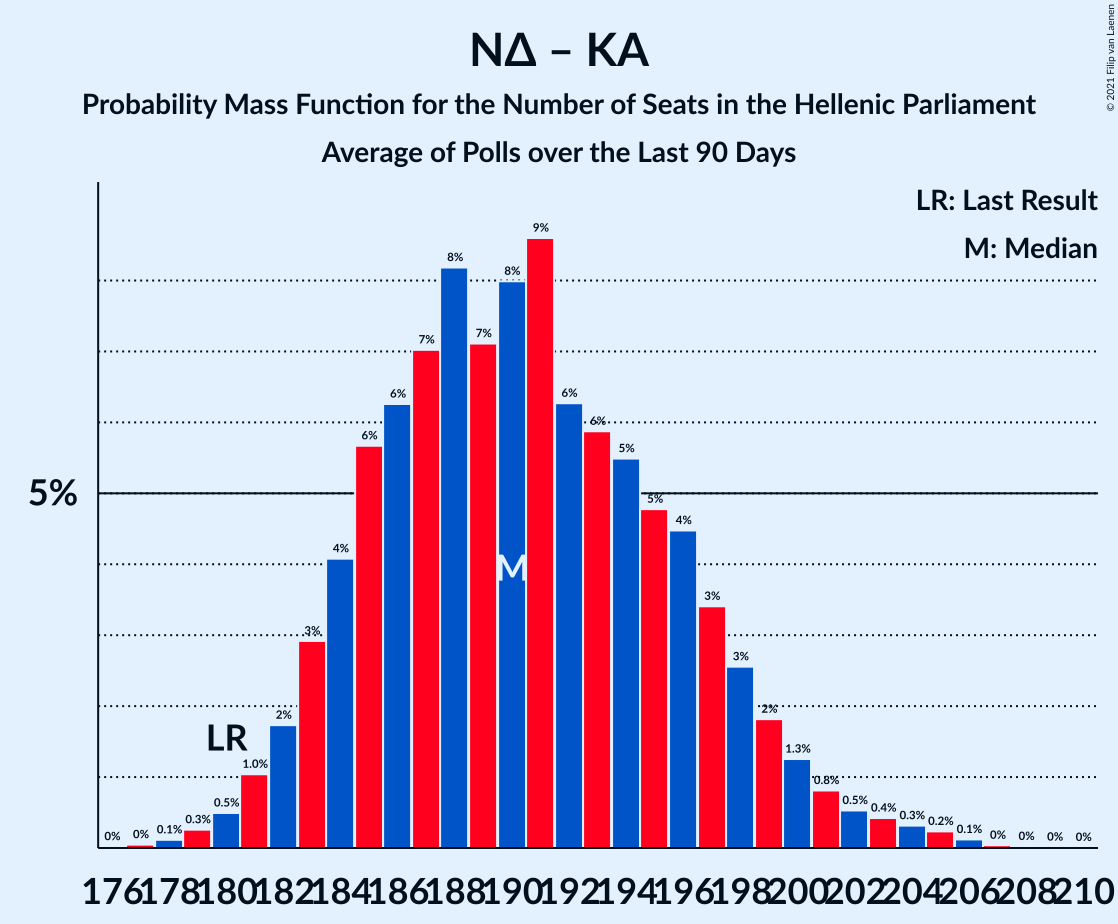 NΔ – KA
Probability Mass Function for the Number of Seats in the Hellenic Parliament
Average of Polls over the Last 90 Days
© 2021 Filip van Laenen
LR: Last Result
M: Median
5%
0% 0% 0.1% 0.3% 0.5% 1.0% 2% 3% 4% 6% 6% 7% 8% 7% 8% 9% 6% 6% 5% 5% 4% 3% 3% 2% 1.3% 0.8% 0.5% 0.4% 0.3% 0.2% 0.1% 0% 0% 0% 0%
M
LR
176 178 180 182 184 186 188 190 192 194 196 198 200 202 204 206 208 210